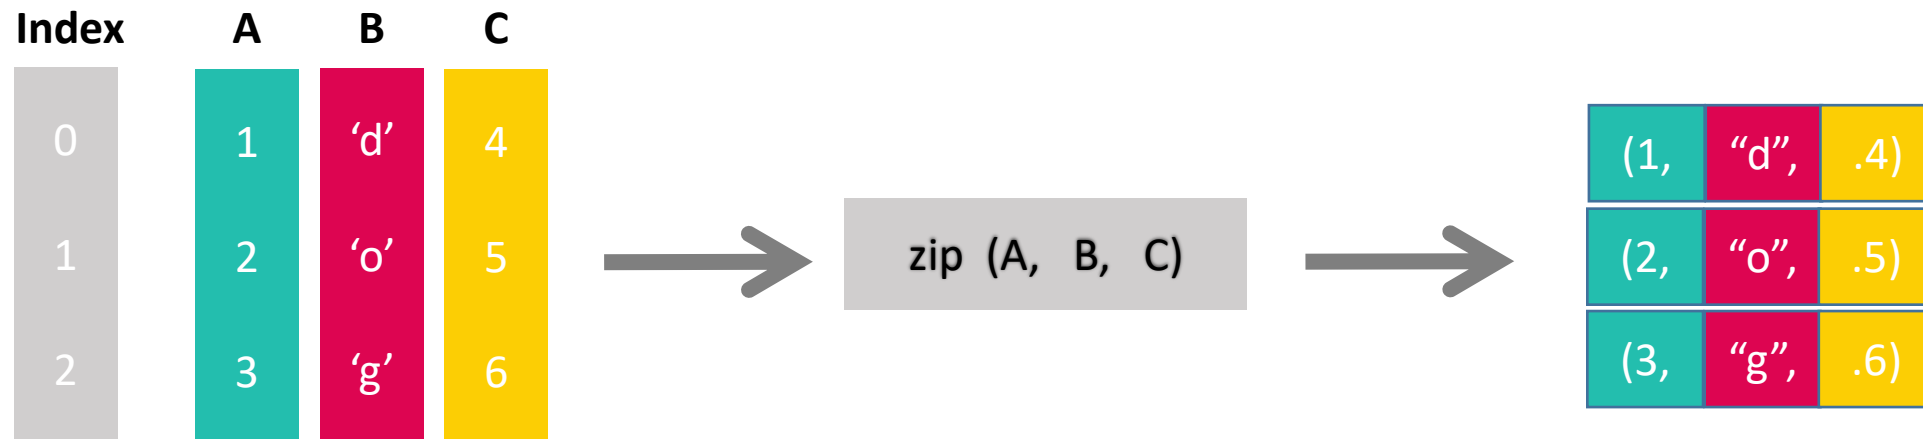 Index A B C
0 1 ‘d’ 4
1 2 ‘o’ 5
2 3 ‘g’ 6
zip (A, B, C)
(1, “d”, .4)
(2, “o”, .5)
(3, “g”, .6)